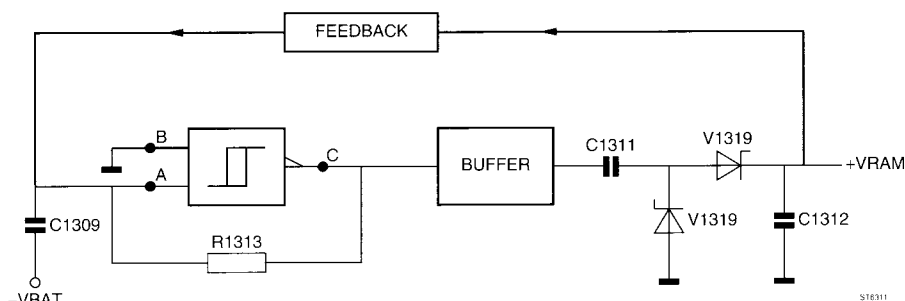 FEEDBACK
B
A
C
BUFFER
C1311
V1319
+VRAM
C1309
R1313
V1319
C1312
-VBAT
ST6311